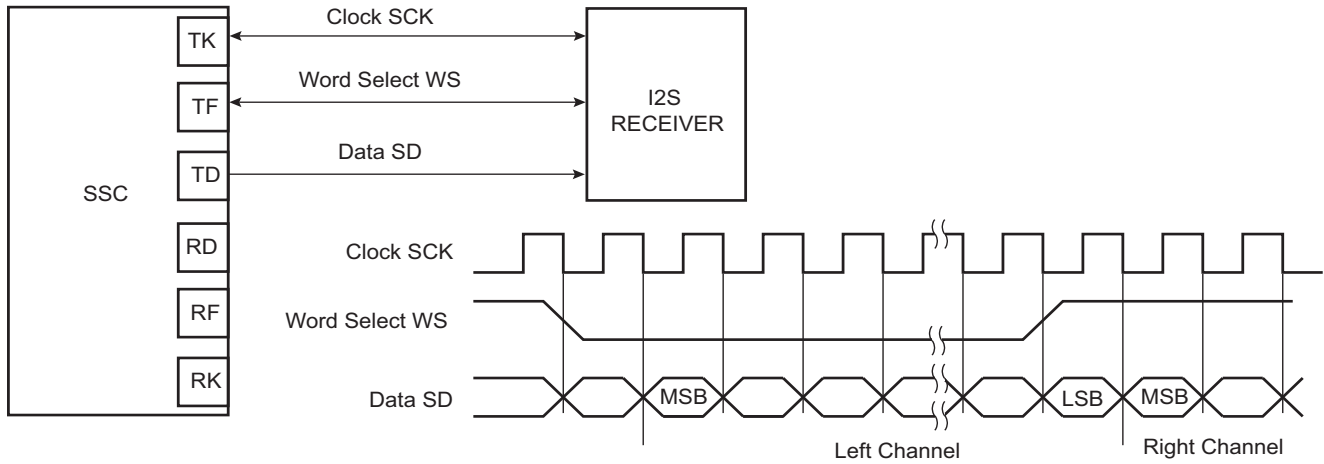 SSC
TK
TF
TD
RD
RF
RK
Clock SCK
Word Select WS
Data SD
I2S
RECEIVER
Clock SCK
Word Select WS
Data SD
MSB
LSB
MSB
Left Channel
Right Channel